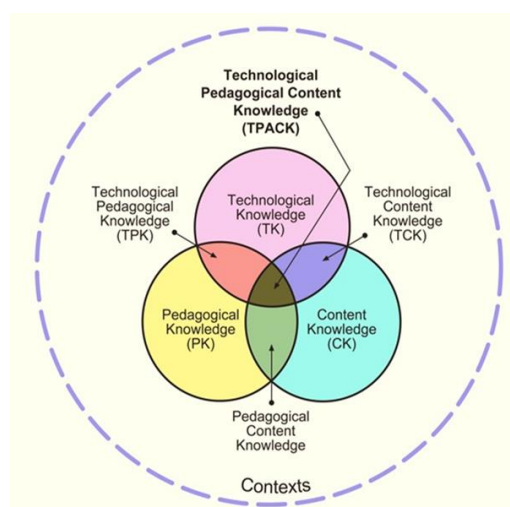 Technological
Pedagogical Content
Knowledge
(TPACK)
Technological
Pedagogical
Knowledge
(TPK)
Technological
Knowledge
(TK)
Technological
Content
Knowledge
(TCK)
Pedagogical
Knowledge
(PK)
Content
Knowledge
(CK)
Pedagogical
Content
Knowledge
Contexts